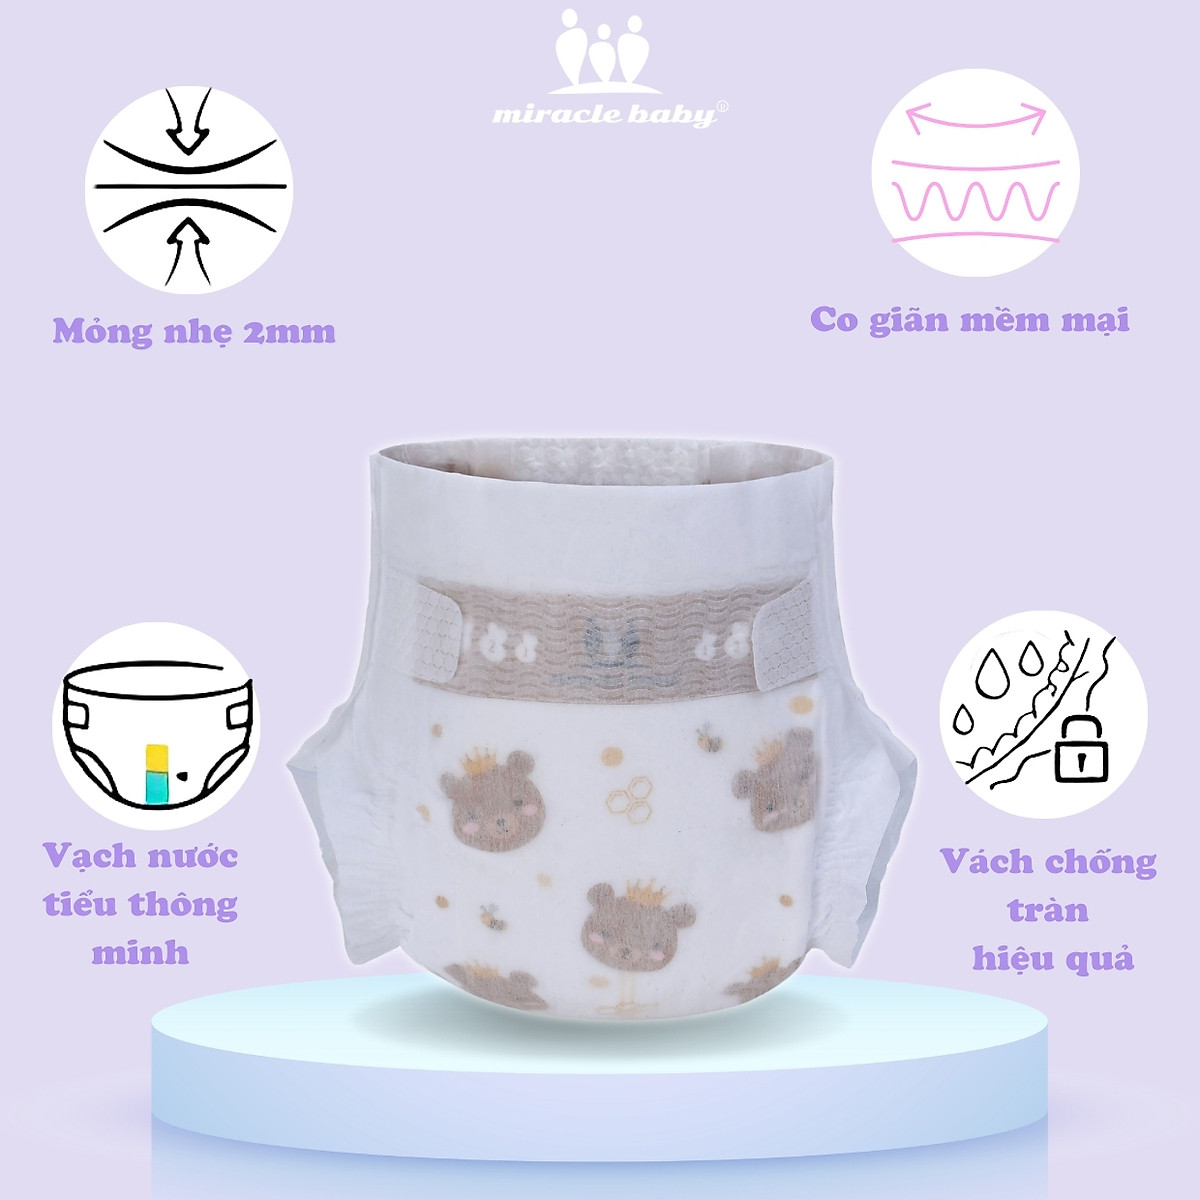 miracle baby®
Mỏng nhẹ 2mm
Co giãn mềm mại
Vạch nước
tiểu thông
minh
Vách chống
tràn
hiệu quả